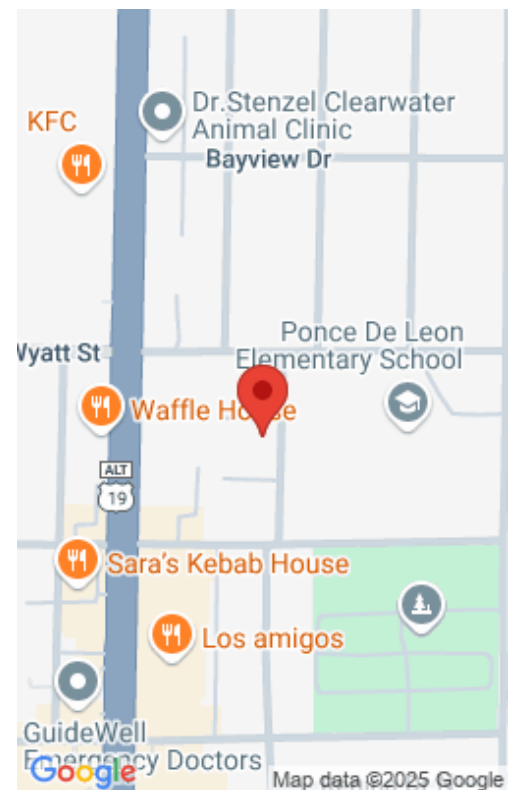 Dr.Stenzel Clearwater
Animal Clinic
KFC
Bayview Dr
Wyatt St
Ponce De Leon
Elementary School
Waffle House
ALT
19
Sara's Kebab House
Los amigos
GuideWell
Emergency Doctors
Google
Map data ©2025 Google